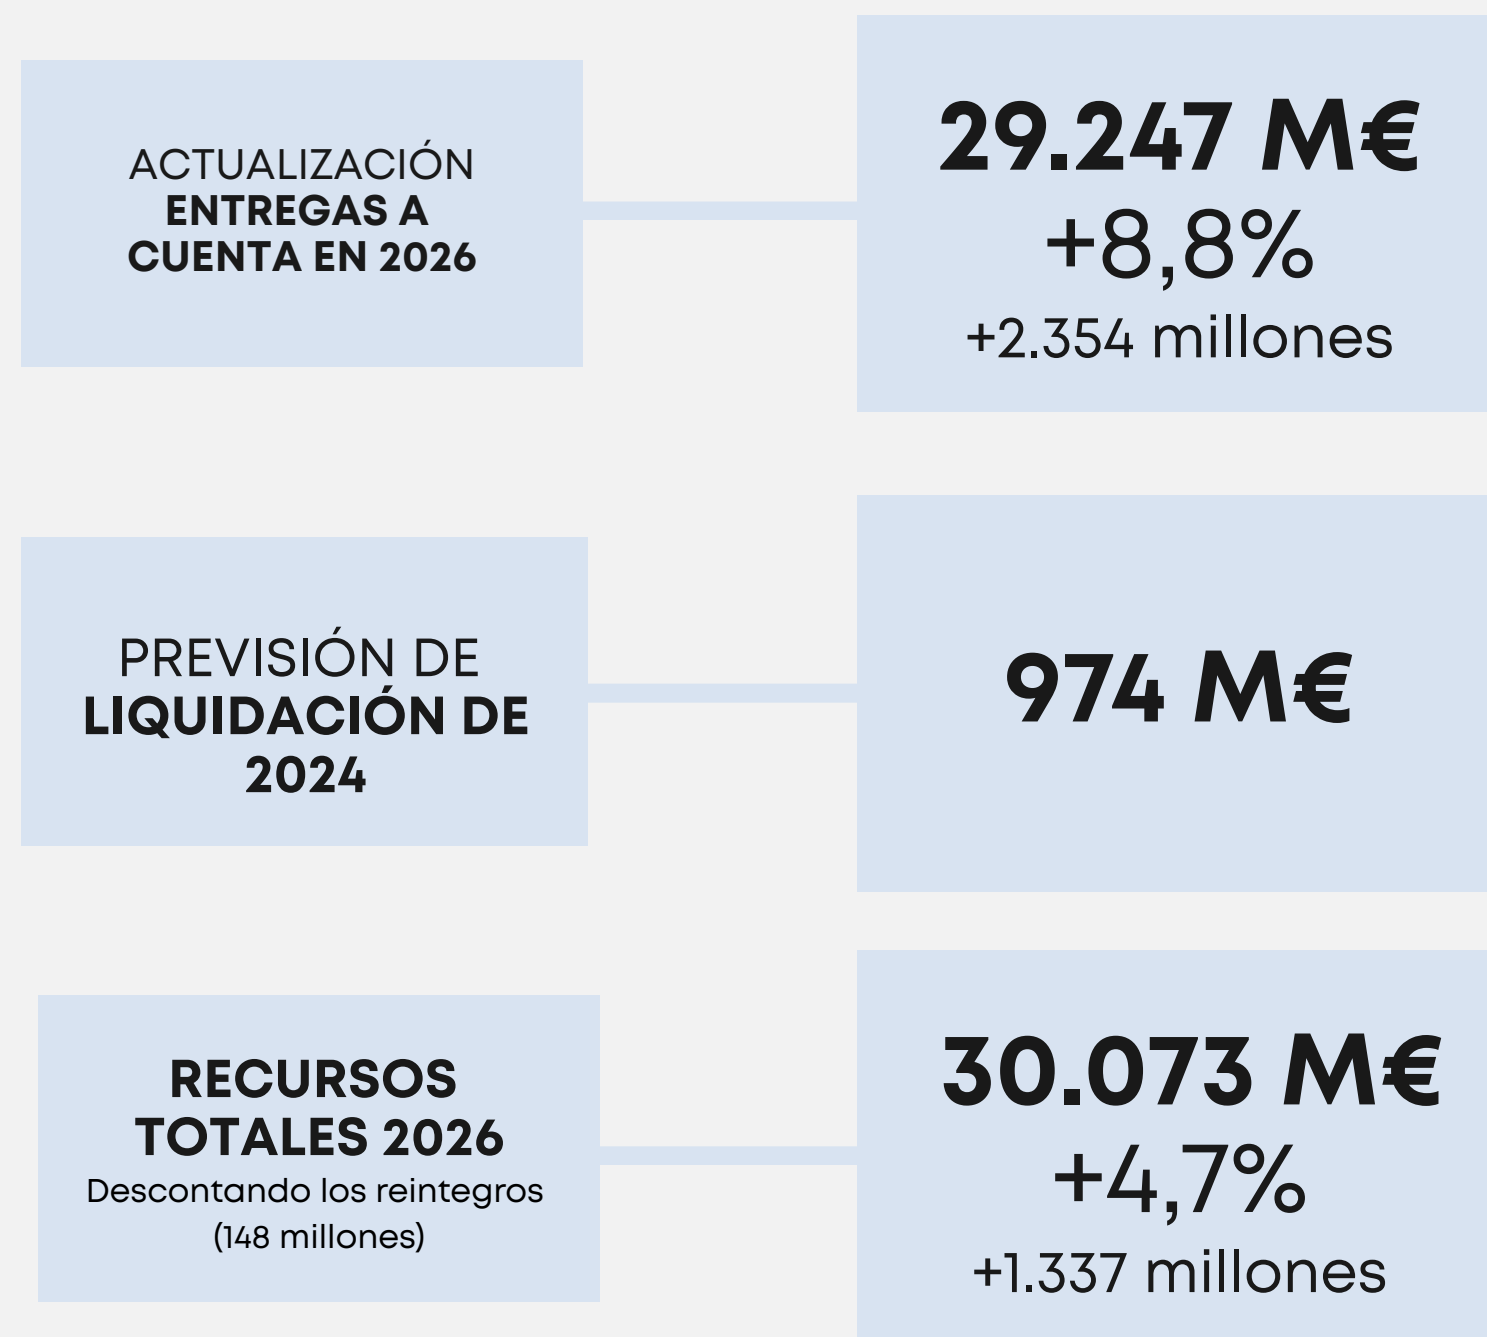 ACTUALIZACIÓN
ENTREGAS A
CUENTA EN 2026
29.247 M€
+8,8%
+2.354 millones
PREVISIÓN DE
LIQUIDACIÓN DE
2024
974 M€
RECURSOS
TOTALES 2026
Descontando los reintegros
(148 millones)
30.073 M€
+4,7%
+1.337 millones